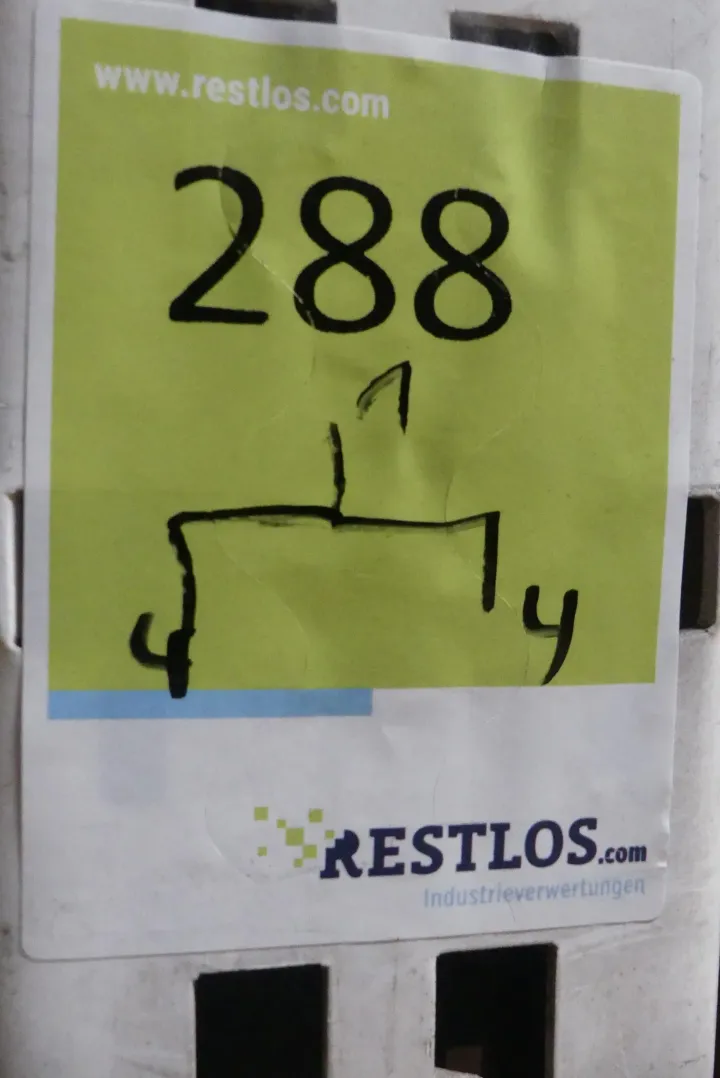 www.restlos.com
288
1
4 4
RESTLOS.com
Industrieverwertungen